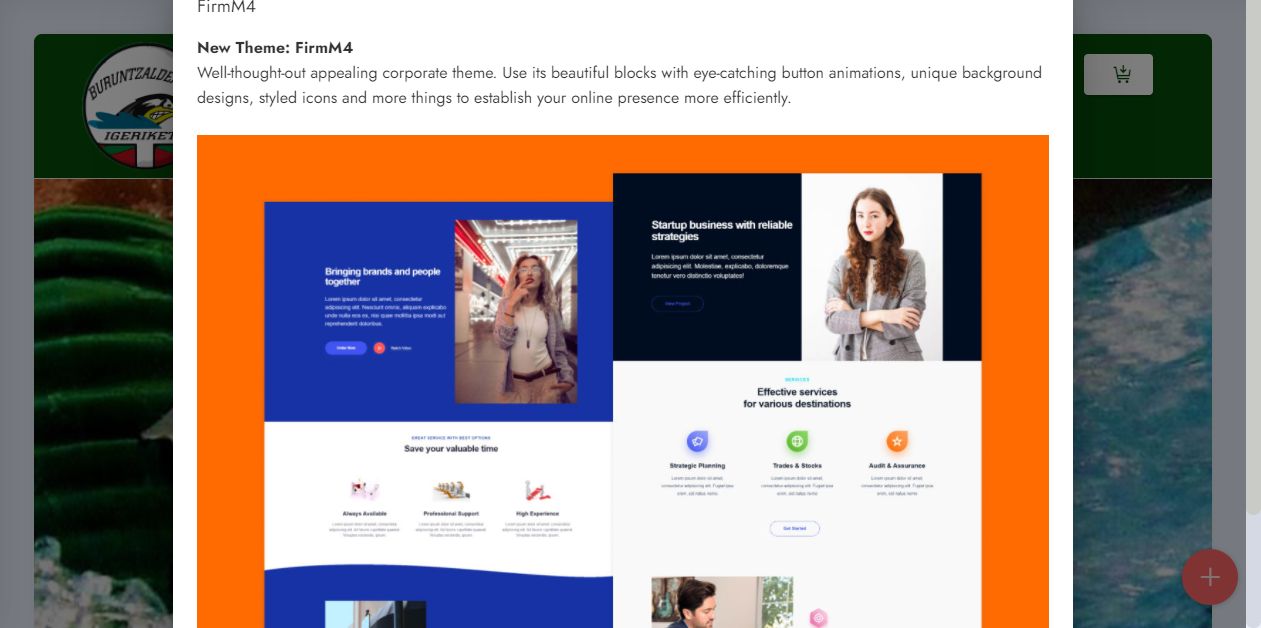 FirmM4
New Theme: FirmM4
Well-thought-out appealing corporate theme. Use its beautiful blocks with eye-catching button animations, unique background
designs, styled icons and more things to establish your online presence more efficiently.
BURUNTZALDE
IGERIKET
Bringing brands and people
together
Lorem ipsum dolor sit amet, consectetur
adipisicing elit. Nesciunt omnis, aliquam explicabo
unde nulla eos ex, nisi quae mollitia ipsa modi aut
reprehenderit doloribus.
Order Now
Watch Video
GREAT SERVICE WITH BEST OPTIONS
Save your valuable time
Always Available
Professional Support
High Experience
Startup business with reliable
strategies
Lorem ipsum dolor sit amet, consectetur
adipisicing elit. Molestiae, explicabo, doloremque
tenetur vero distinctio voluptates!
View Project
SERVICES
Effective services
for various destinations
Strategic Planning
Trades & Stocks
Audit & Assurance
Get Started